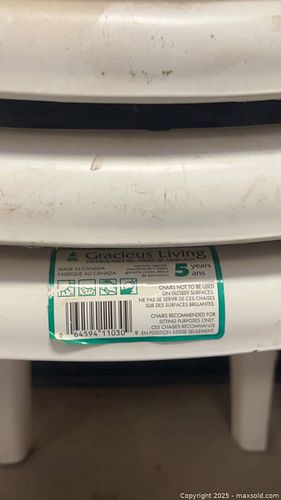 Gracious Living
MADE IN CANADA
FABRIQUÉ AU CANADA
5 years
ans
CHAIRS NOT TO BE USED
ON GLOSSY SURFACES.
NE PAS SE SERVIR DE CES CHAISES
SUR DES SURFACES BRILLANTES.
CHAIRS RECOMMENDED FOR
SITTING PURPOSES ONLY
CES CHAISES RECOMMANDE
EN POSITION ASSISE SEULEMENT.
0 64594 11030 9
Copyright © 2025 - maxsold.com